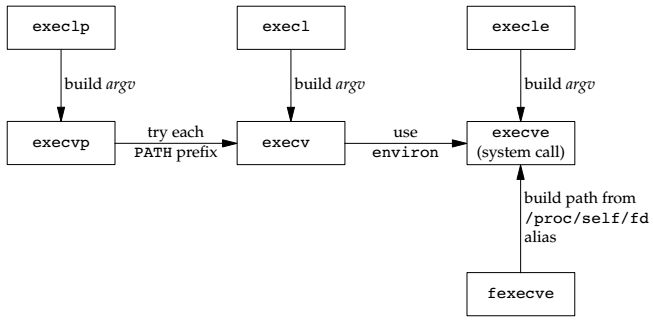 execlp
execl
execle
build argv
build argv
build argv
execvp
try each
PATH prefix
execv
use
environ
execve
(system call)
build path from
/proc/self/fd
alias
fexecve